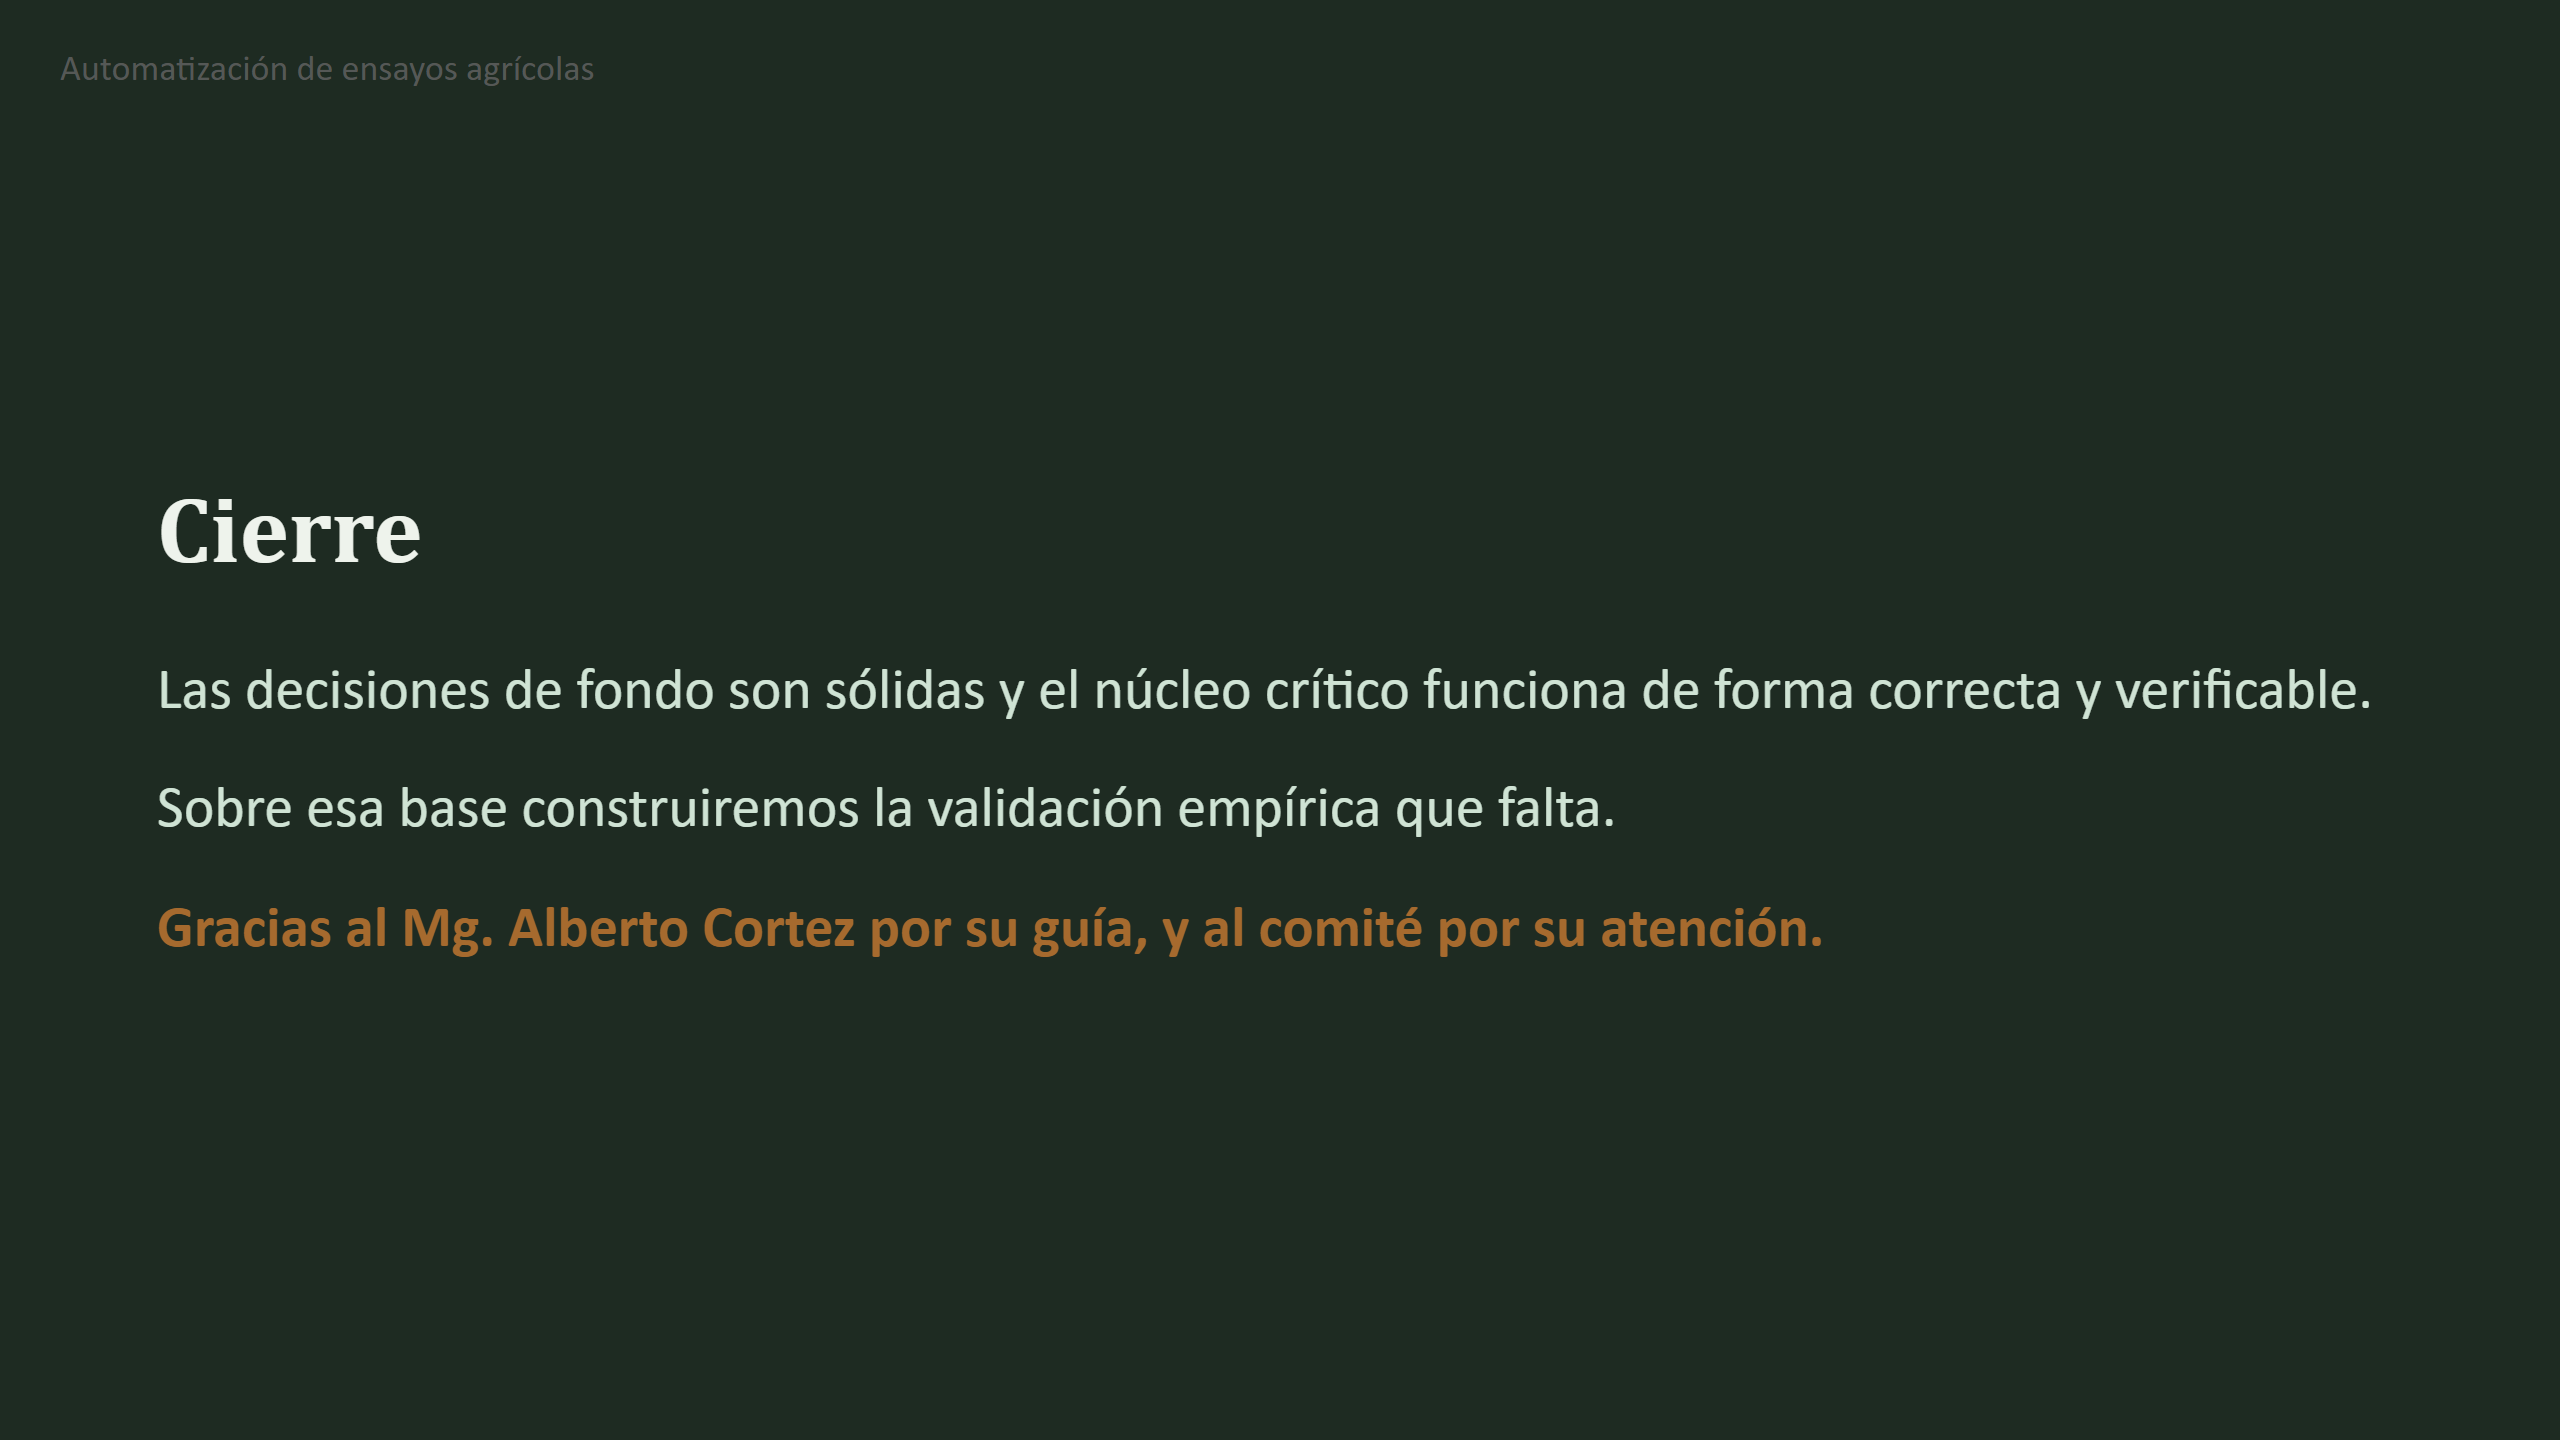 Automatización de ensayos agrícolas
Cierre
Las decisiones de fondo son sólidas y el núcleo crítico funciona de forma correcta y verificable.
Sobre esa base construiremos la validación empírica que falta.
Gracias al Mg. Alberto Cortez por su guía, y al comité por su atención.